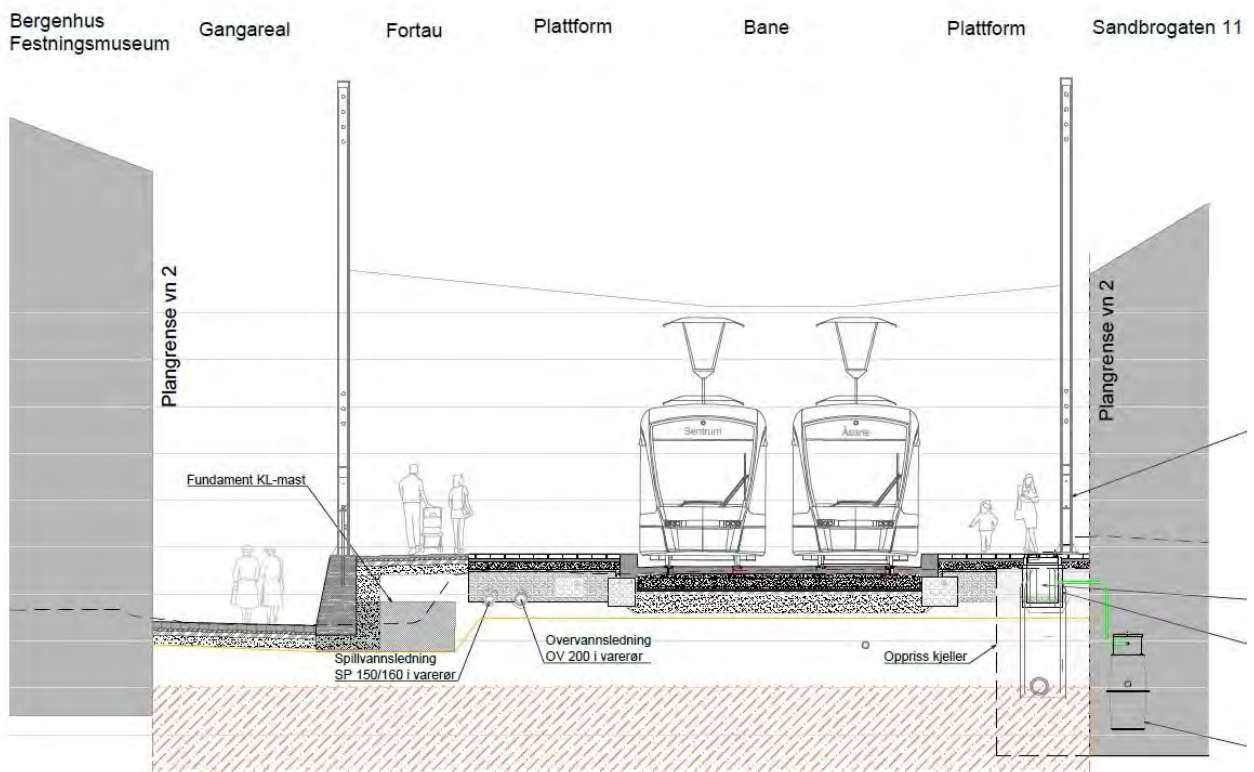 Bergenhus
Festningsmuseum
Gangareal
Fortau
Plattform
Bane
Plattform
Sandbrogaten 11
Plangrense vn 2
Plangrense vn 2
Sentrum
Åsane
Fundament KL-mast
Spillvannsledning
SP 150/160 i varerør
Overvannsledning
OV 200 i varerør
Oppriss kjeller